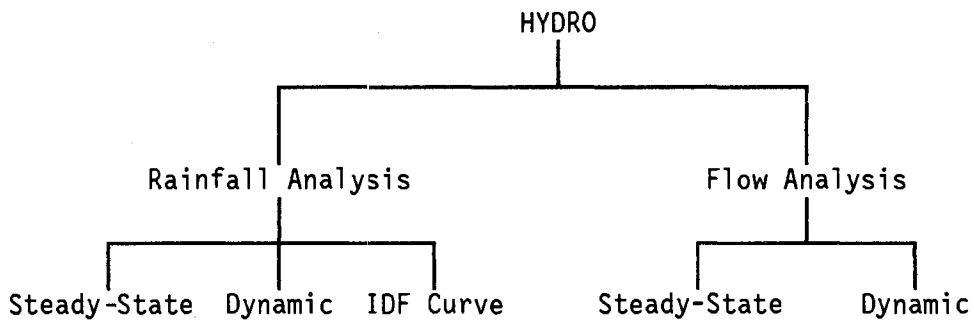 HYDRO
Rainfall Analysis Flow Analysis
Steady-State Dynamic IDF Curve Steady-State Dynamic